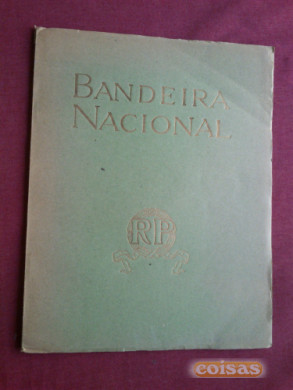 BANDEIRA
NACIONAL
RP
coisas